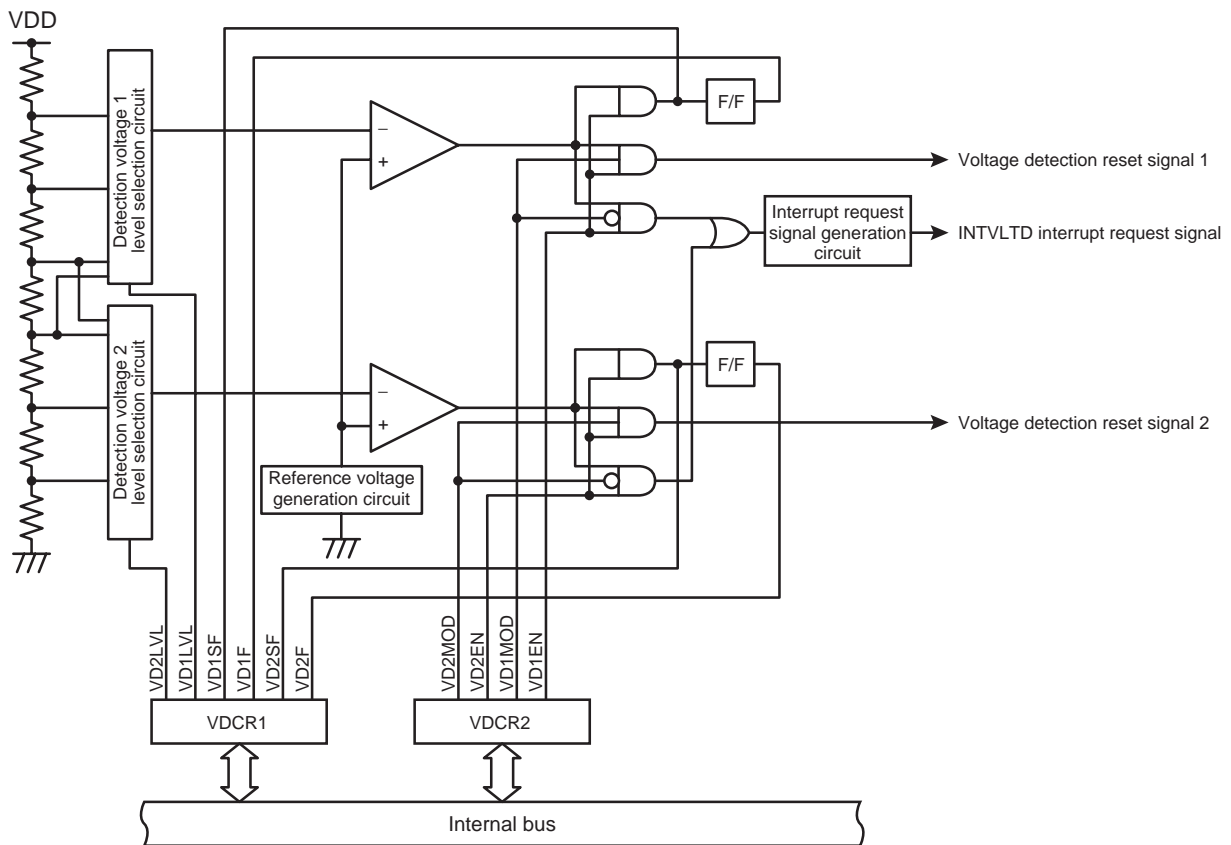 VDD
Detection voltage 1
level selection circuit
−
+
F/F
Voltage detection reset signal 1
Interrupt request
signal generation
circuit
INTVLTD interrupt request signal
Detection voltage 2
level selection circuit
−
+
F/F
Voltage detection reset signal 2
Reference voltage
generation circuit
VD2LVL
VD1LVL
VD1SF
VD1F
VD2SF
VD2F
VD2MOD
VD2EN
VD1MOD
VD1EN
VDCR1
VDCR2
Internal bus